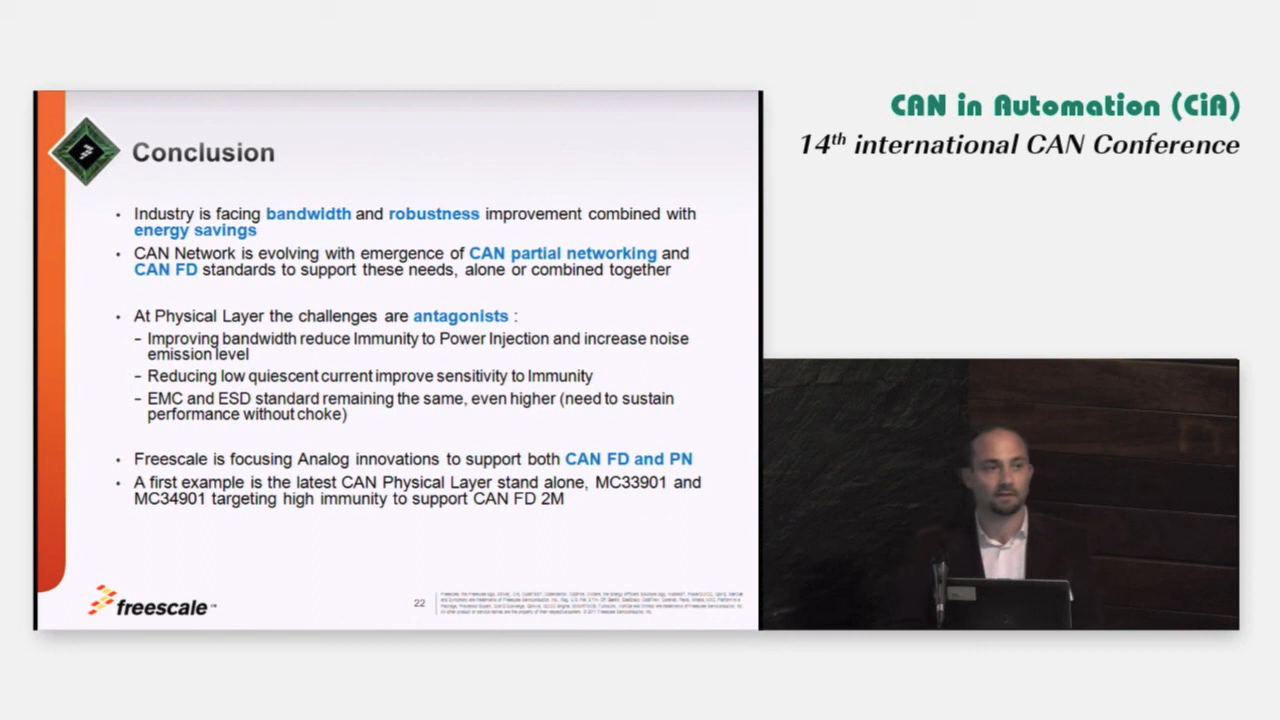 CAN in Automation (CiA)
14th international CAN Conference
Conclusion
• Industry is facing bandwidth and robustness improvement combined with
energy savings
• CAN Network is evolving with emergence of CAN partial networking and
CAN FD standards to support these needs, alone or combined together
• At Physical Layer the challenges are antagonists :
– Improving bandwidth reduce Immunity to Power Injection and increase noise
emission level
– Reducing low quiescent current improve sensitivity to Immunity
– EMC and ESD standard remaining the same, even higher (need to sustain
performance without choke)
• Freescale is focusing Analog innovations to support both CAN FD and PN
• A first example is the latest CAN Physical Layer stand alone, MC33901 and
MC34901 targeting high immunity to support CAN FD 2M
freescale™
22